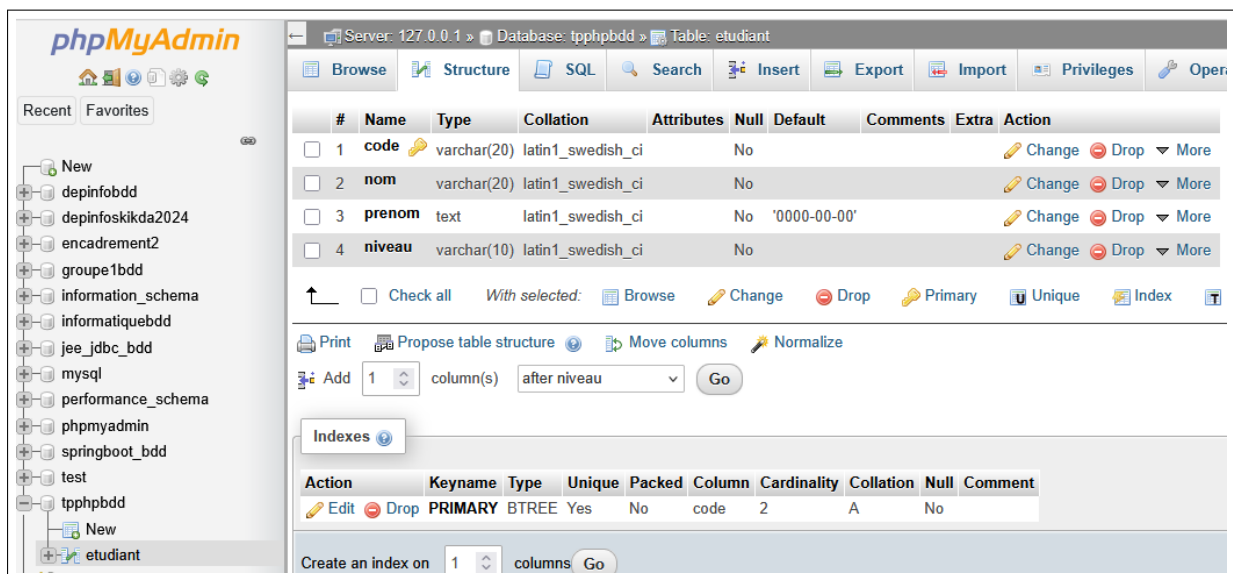 phpMyAdmin
Recent Favorites
New
depinfobdd
depinfoskikda2024
encadrement2
groupe1bdd
information_schema
informatiquebdd
jee_jdbc_bdd
mysql
performance_schema
phpmyadmin
springboot_bdd
test
tpphpbdd
New
etudiant
Server: 127.0.0.1 » Database: tpphpbdd » Table: etudiant
Browse Structure SQL Search Insert Export Import Privileges Opera
# Name Type Collation Attributes Null Default Comments Extra Action
1 code varchar(20) latin1_swedish_ci No Change Drop More
2 nom varchar(20) latin1_swedish_ci No Change Drop More
3 prenom text latin1_swedish_ci No '0000-00-00' Change Drop More
4 niveau varchar(10) latin1_swedish_ci No Change Drop More
Check all With selected: Browse Change Drop Primary Unique Index
Print Propose table structure Move columns Normalize
Add 1 column(s) after niveau Go
Indexes
Action Keyname Type Unique Packed Column Cardinality Collation Null Comment
Edit Drop PRIMARY BTREE Yes No code 2 A No
Create an index on 1 columns Go